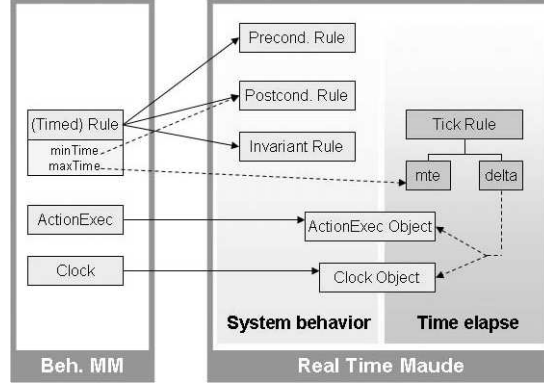 Precond. Rule
Postcond. Rule
(Timed) Rule
minTime
maxTime
Invariant Rule
Tick Rule
mte
delta
ActionExec
ActionExec Object
Clock
Clock Object
System behavior
Time elapse
Beh. MM
Real Time Maude